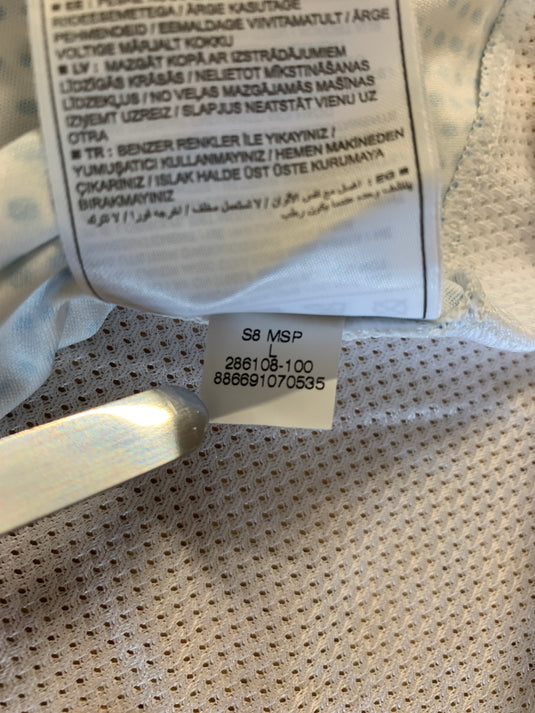 RIXIDESEMETEGA / ÄRGE KASUTAGE
PEHMENDEID / EEMALDAGE VIIVITAMATULT / ÄRGE
VOLTIGE MÄRJALT KOKKU
■ LV : MAZGĀT KOPĀ AR IZSTRĀDĀJUMIEM
LĪDZĪGĀS KRĀSĀS / NELIETOT MĪKSTINĀŠANAS
LĪDZEKĻUS / NO VEĻAS MAZGĀJAMĀS MAŠĪNAS
IZŅEMT UZREIZ / SLAPJUS NEATSTĀT VIENU UZ
OTRA
■ TR : BENZER RENKLER İLE YIKAYINIZ /
YUMUŞATICI KULLANMAYINIZ / HEMEN MAKİNEDEN
ÇIKARINIZ / ISLAK HALDE ÜST ÜSTE KURUMAYA
BIRAKMAYINIZ
S8 MSP
L
286108-100
886691070535